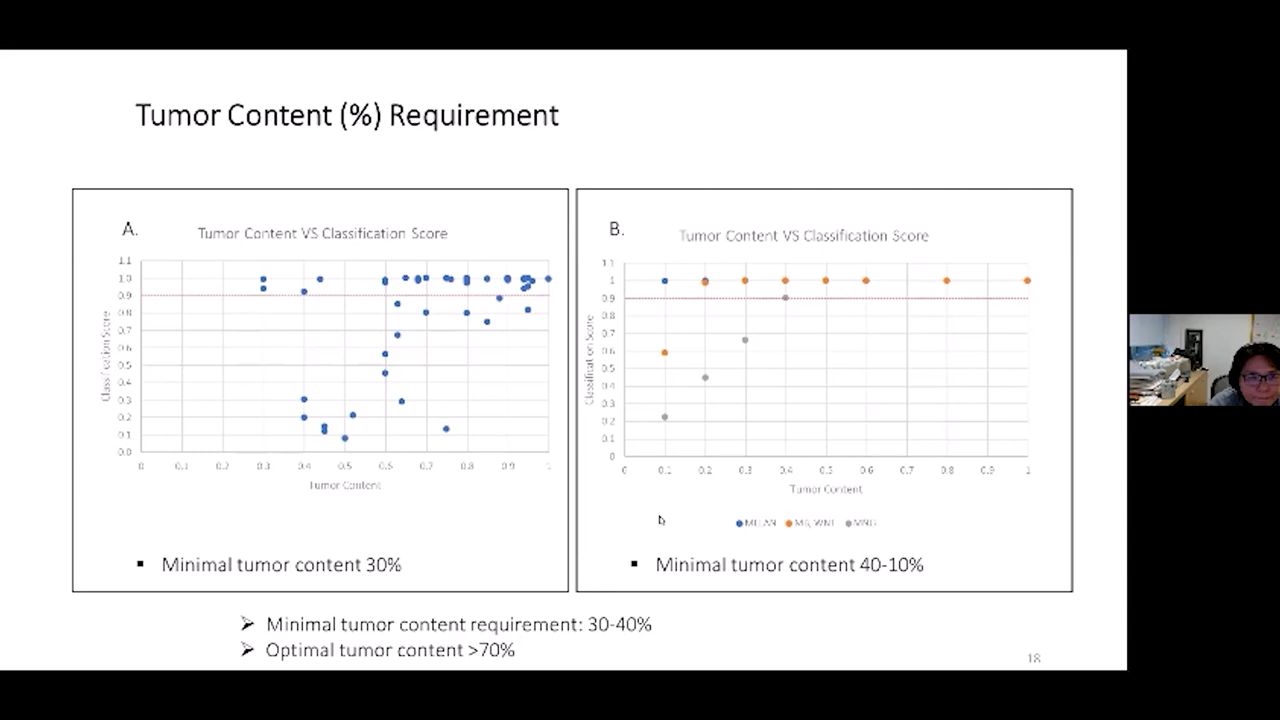 Tumor Content (%) Requirement
A.
Tumor Content VS Classification Score
1.1
1.0
0.9
0.8
0.7
0.6
0.5
0.4
0.3
0.2
0.1
0.0
0 0.1 0.2 0.3 0.4 0.5 0.6 0.7 0.8 0.9 1
Classification Score
Tumor Content
▪ Minimal tumor content 30%
B.
Tumor Content VS Classification Score
1.1
1
0.9
0.8
0.7
0.6
0.5
0.4
0.3
0.2
0.1
0
0 0.1 0.2 0.3 0.4 0.5 0.6 0.7 0.8 0.9 1
Classification Score
Tumor Content
MELAN MB, WNT MNG
▪ Minimal tumor content 40-10%
➢ Minimal tumor content requirement: 30-40%
➢ Optimal tumor content >70%
18